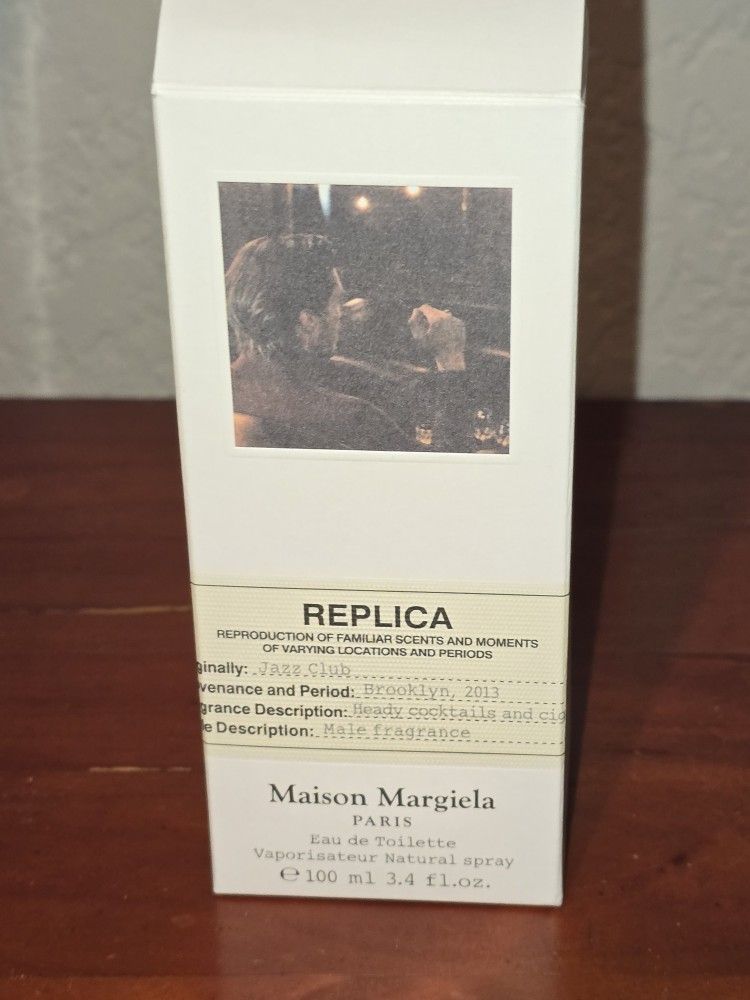 REPLICA
REPRODUCTION OF FAMILIAR SCENTS AND MOMENTS
OF VARYING LOCATIONS AND PERIODS
ginally: Jazz Club
venance and Period: Brooklyn, 2013
grance Description: Heady cocktails and cig
le Description: Male fragrance
Maison Margiela
PARIS
Eau de Toilette
Vaporisateur Natural spray
℮ 100 ml 3.4 fl.oz.